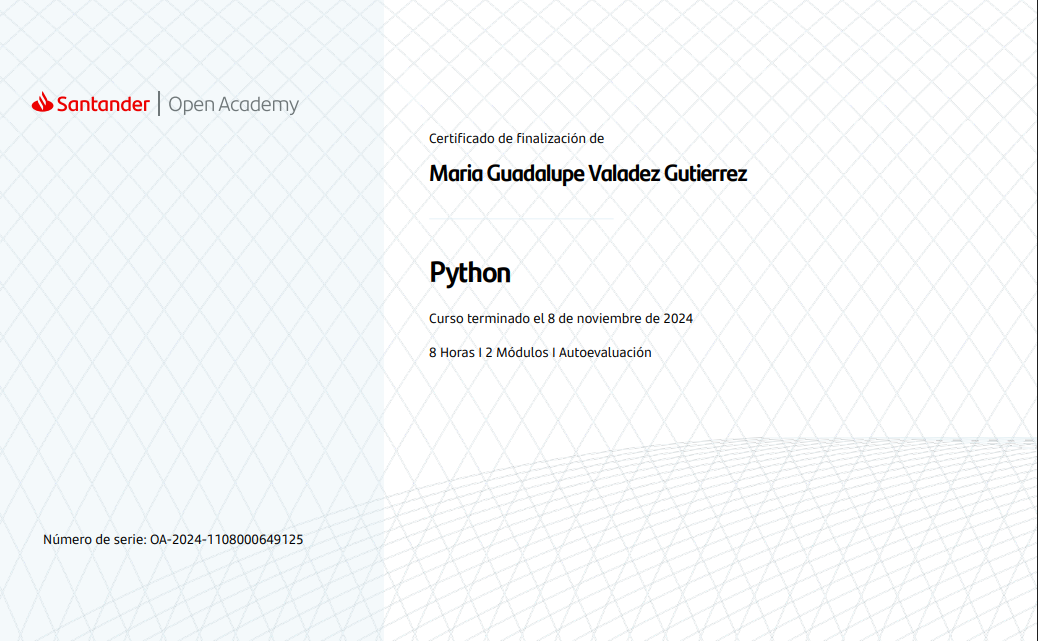 Santander | Open Academy
Certificado de finalización de
Maria Guadalupe Valadez Gutierrez
Python
Curso terminado el 8 de noviembre de 2024
8 Horas I 2 Módulos I Autoevaluación
Número de serie: OA-2024-1108000649125